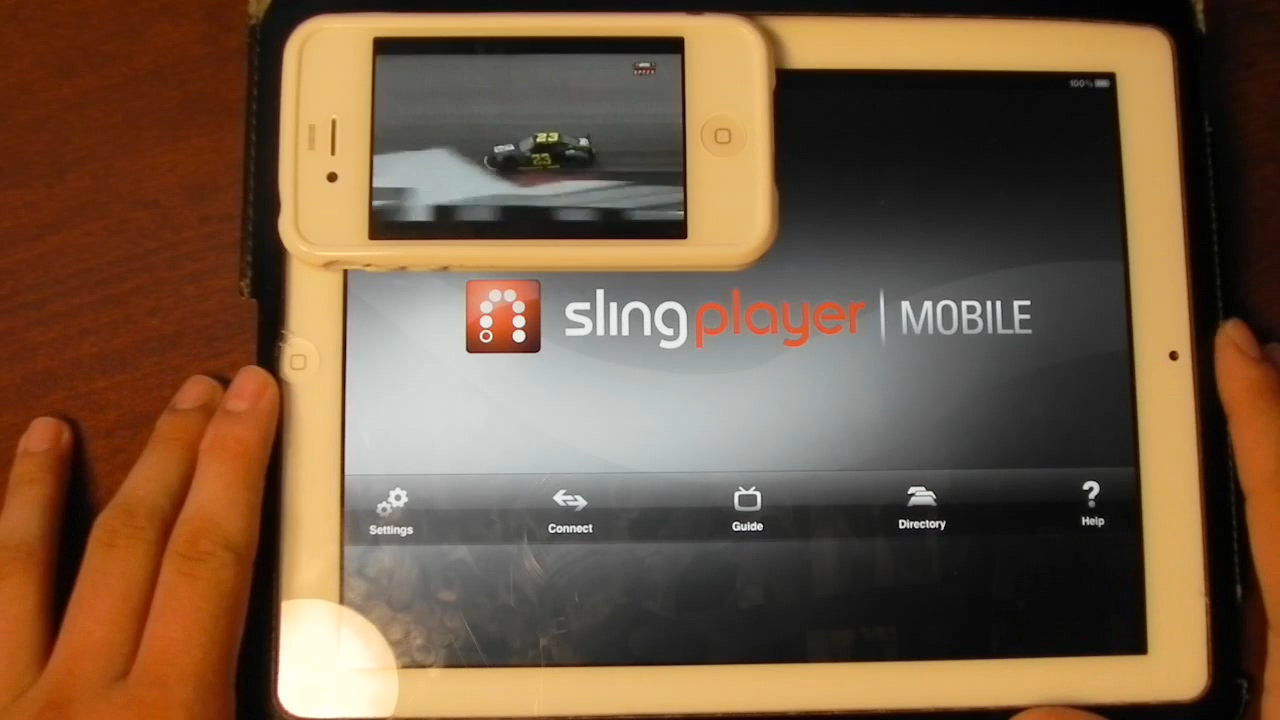 23
23
100%
slingplayer | MOBILE
Settings
Connect
Guide
Directory
Help